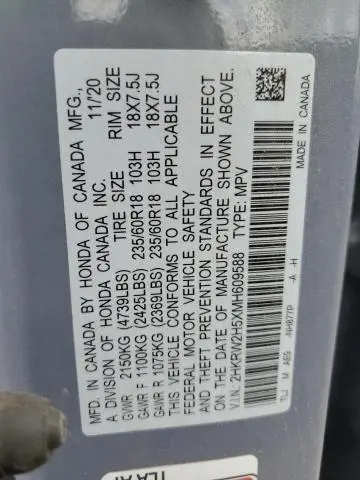 MFD. IN CANADA BY HONDA OF CANADA MFG.,
A DIVISION OF HONDA CANADA INC. 11/20
TIRE SIZE RIM SIZE
GVWR 2150KG (4739LBS)
GAWR F 1100KG (2425LBS) 235/60R18 103H 18X7.5J
GAWR R 1075KG (2369LBS) 235/60R18 103H 18X7.5J
THIS VEHICLE CONFORMS TO ALL APPLICABLE
FEDERAL MOTOR VEHICLE SAFETY
AND THEFT PREVENTION STANDARDS IN EFFECT
ON THE DATE OF MANUFACTURE SHOWN ABOVE.
V.I.N.: 2HKRW2H5XMH609588 TYPE: MPV
MADE IN CANADA